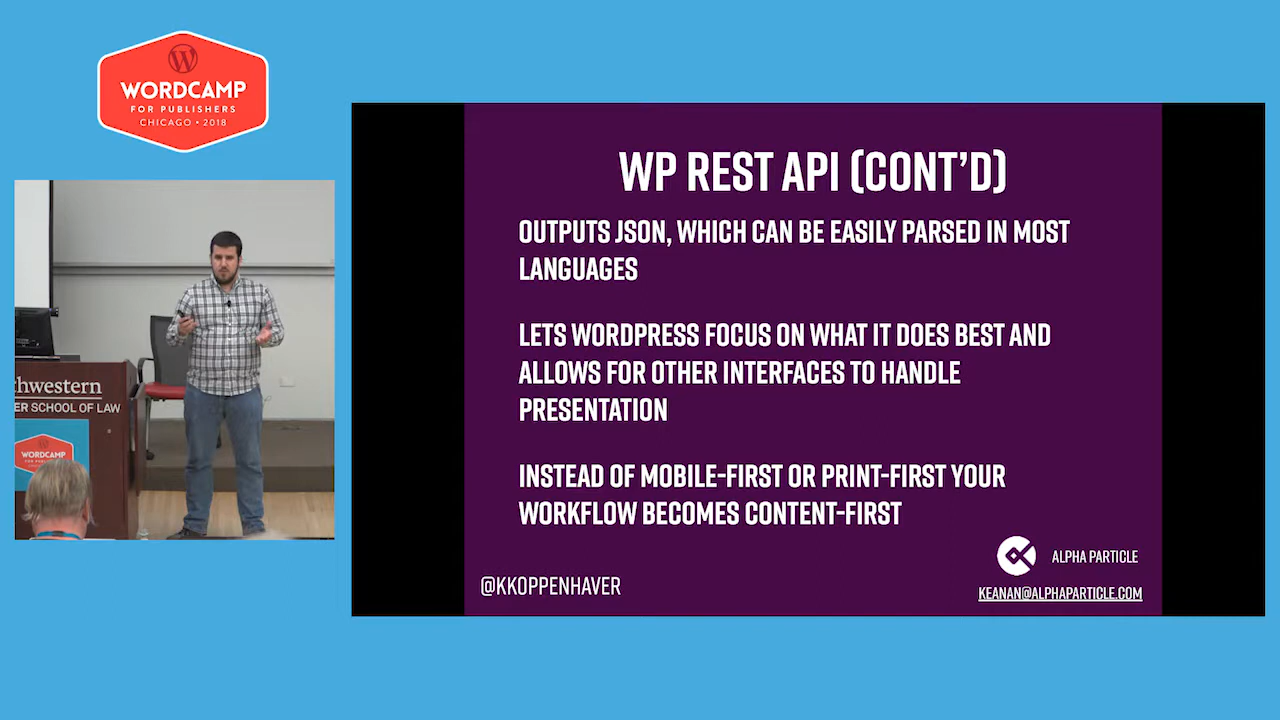 WORDCAMP
FOR PUBLISHERS
CHICAGO • 2018
WP REST API (CONT'D)
OUTPUTS JSON, WHICH CAN BE EASILY PARSED IN MOST
LANGUAGES
LETS WORDPRESS FOCUS ON WHAT IT DOES BEST AND
ALLOWS FOR OTHER INTERFACES TO HANDLE
PRESENTATION
INSTEAD OF MOBILE-FIRST OR PRINT-FIRST YOUR
WORKFLOW BECOMES CONTENT-FIRST
ALPHA PARTICLE
@KKOPPENHAVER
KEANAN@ALPHAPARTICLE.COM
hwestern
ER SCHOOL OF LAW
WORDCAMP